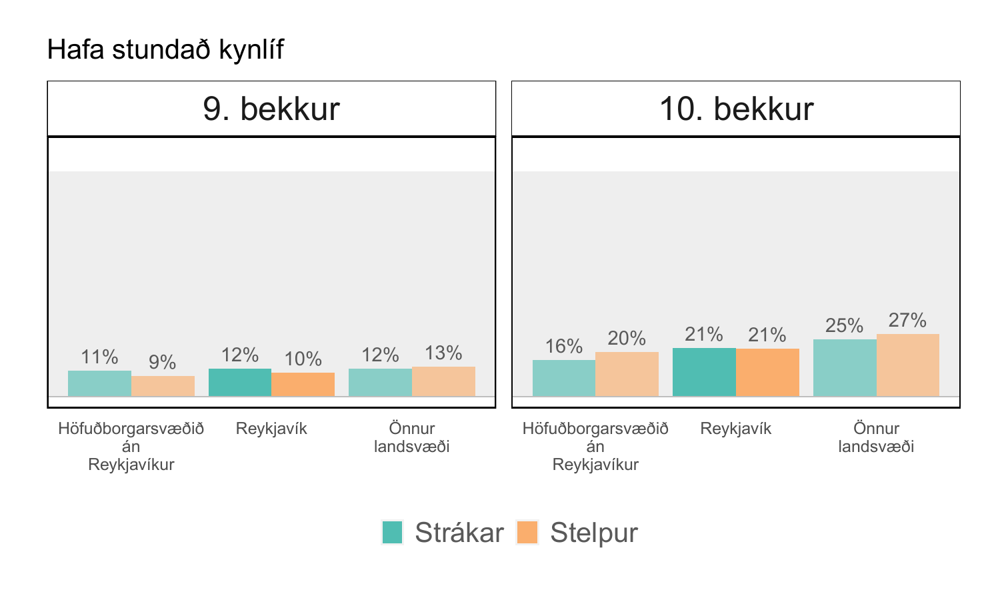 Hafa stundað kynlíf
9. bekkur
11%
9%
12%
10%
12%
13%
Höfuðborgarsvæðið
án
Reykjavíkur
Reykjavík
Önnur
landsvæði
10. bekkur
16%
20%
21%
21%
25%
27%
Höfuðborgarsvæðið
án
Reykjavíkur
Reykjavík
Önnur
landsvæði
Strákar
Stelpur